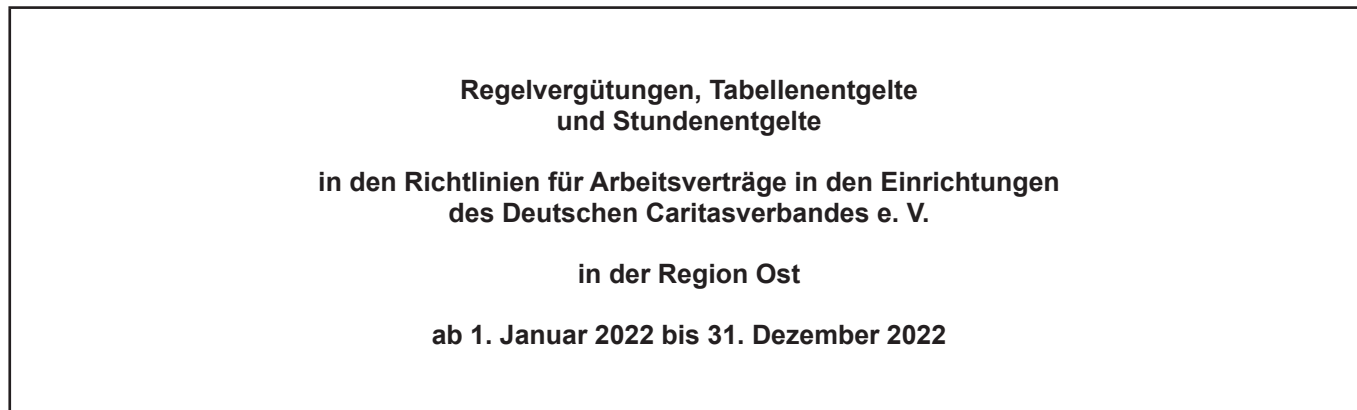 Regelvergütungen, Tabellenentgelte
und Stundenentgelte
in den Richtlinien für Arbeitsverträge in den Einrichtungen
des Deutschen Caritasverbandes e. V.
in der Region Ost
ab 1. Januar 2022 bis 31. Dezember 2022